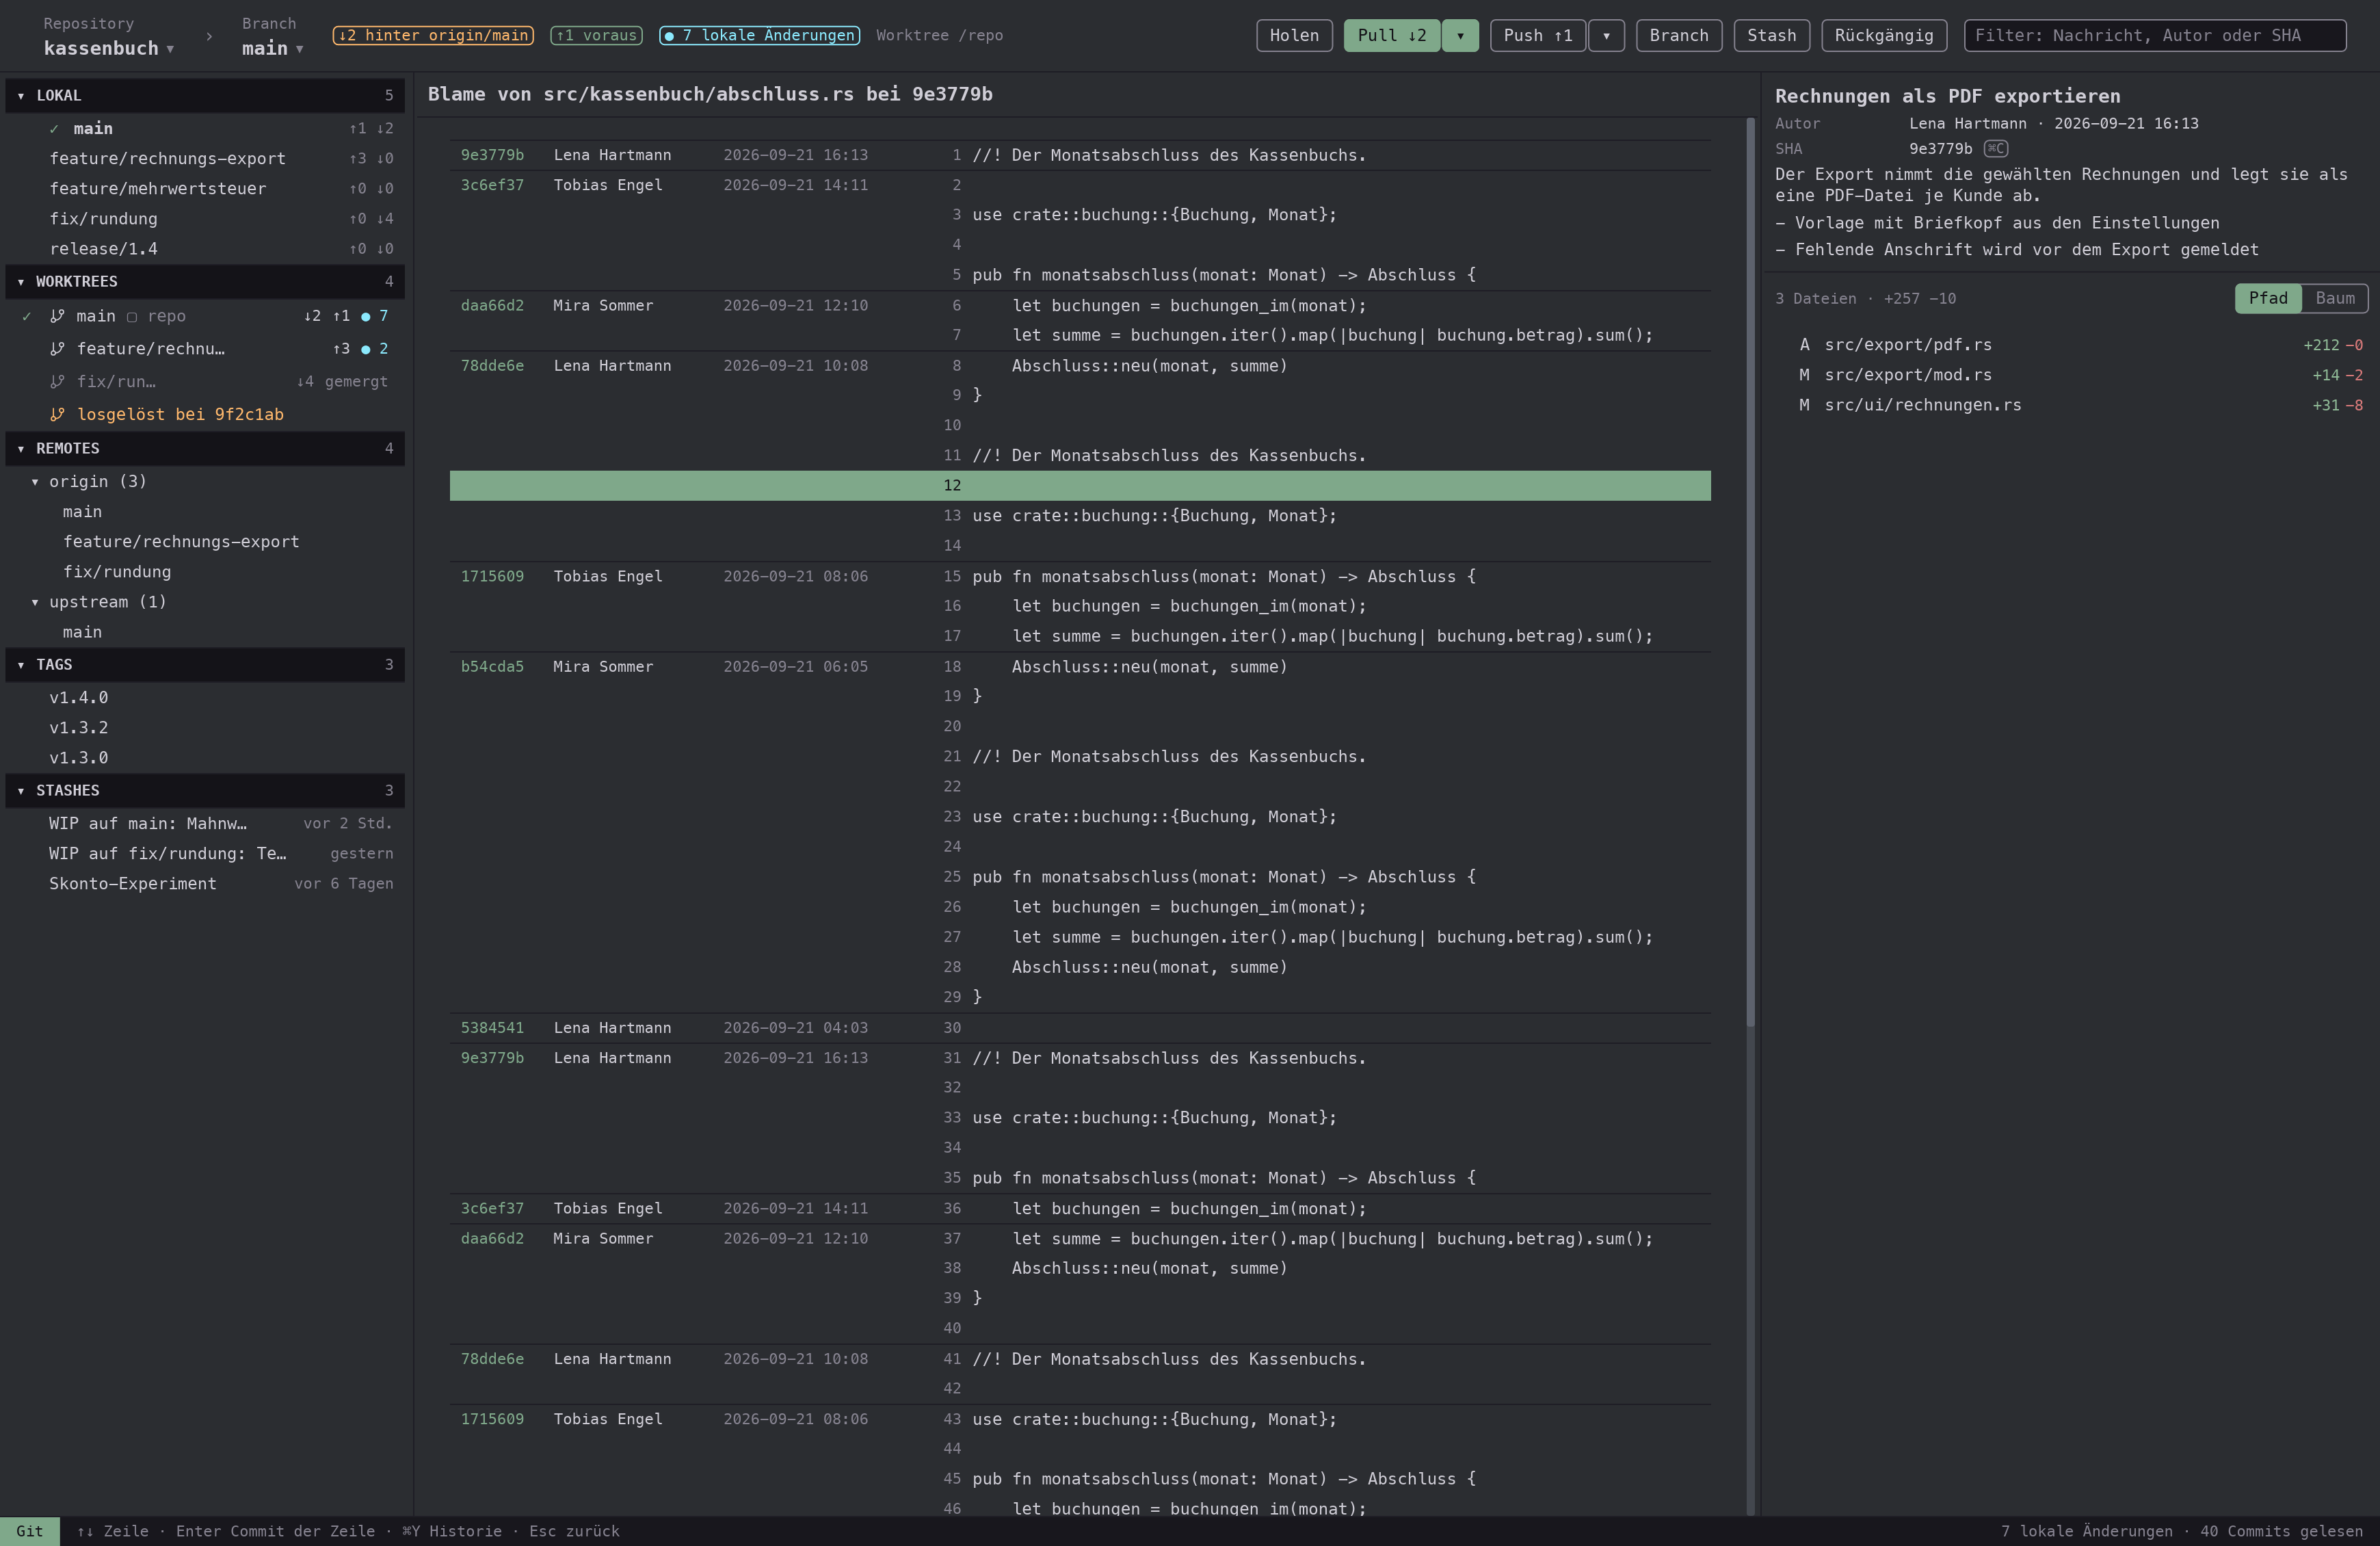 Repository
kassenbuch ▾
›
Branch
main ▾
↓2 hinter origin/main
↑1 voraus
● 7 lokale Änderungen
Worktree /repo
Holen
Pull ↓2 ▾
Push ↑1 ▾
Branch
Stash
Rückgängig
Filter: Nachricht, Autor oder SHA
▾ LOKAL 5
✓ main ↑1 ↓2
feature/rechnungs-export ↑3 ↓0
feature/mehrwertsteuer ↑0 ↓0
fix/rundung ↑0 ↓4
release/1.4 ↑0 ↓0
▾ WORKTREES 4
✓ main ▢ repo ↓2 ↑1 ● 7
feature/rechnu… ↑3 ● 2
fix/run… ↓4 gemergt
losgelöst bei 9f2c1ab
▾ REMOTES 4
▾ origin (3)
main
feature/rechnungs-export
fix/rundung
▾ upstream (1)
main
▾ TAGS 3
v1.4.0
v1.3.2
v1.3.0
▾ STASHES 3
WIP auf main: Mahnw… vor 2 Std.
WIP auf fix/rundung: Te… gestern
Skonto-Experiment vor 6 Tagen
Blame von src/kassenbuch/abschluss.rs bei 9e3779b
9e3779b Lena Hartmann 2026-09-21 16:13 1 //! Der Monatsabschluss des Kassenbuchs.
3c6ef37 Tobias Engel 2026-09-21 14:11 2
3 use crate::buchung::{Buchung, Monat};
4
5 pub fn monatsabschluss(monat: Monat) -> Abschluss {
daa66d2 Mira Sommer 2026-09-21 12:10 6     let buchungen = buchungen_im(monat);
7     let summe = buchungen.iter().map(|buchung| buchung.betrag).sum();
78dde6e Lena Hartmann 2026-09-21 10:08 8     Abschluss::neu(monat, summe)
9 }
10
11 //! Der Monatsabschluss des Kassenbuchs.
12
13 use crate::buchung::{Buchung, Monat};
14
1715609 Tobias Engel 2026-09-21 08:06 15 pub fn monatsabschluss(monat: Monat) -> Abschluss {
16     let buchungen = buchungen_im(monat);
17     let summe = buchungen.iter().map(|buchung| buchung.betrag).sum();
b54cda5 Mira Sommer 2026-09-21 06:05 18     Abschluss::neu(monat, summe)
19 }
20
21 //! Der Monatsabschluss des Kassenbuchs.
22
23 use crate::buchung::{Buchung, Monat};
24
25 pub fn monatsabschluss(monat: Monat) -> Abschluss {
26     let buchungen = buchungen_im(monat);
27     let summe = buchungen.iter().map(|buchung| buchung.betrag).sum();
28     Abschluss::neu(monat, summe)
29 }
5384541 Lena Hartmann 2026-09-21 04:03 30
9e3779b Lena Hartmann 2026-09-21 16:13 31 //! Der Monatsabschluss des Kassenbuchs.
32
33 use crate::buchung::{Buchung, Monat};
34
35 pub fn monatsabschluss(monat: Monat) -> Abschluss {
3c6ef37 Tobias Engel 2026-09-21 14:11 36     let buchungen = buchungen_im(monat);
daa66d2 Mira Sommer 2026-09-21 12:10 37     let summe = buchungen.iter().map(|buchung| buchung.betrag).sum();
38     Abschluss::neu(monat, summe)
39 }
40
78dde6e Lena Hartmann 2026-09-21 10:08 41 //! Der Monatsabschluss des Kassenbuchs.
42
1715609 Tobias Engel 2026-09-21 08:06 43 use crate::buchung::{Buchung, Monat};
44
45 pub fn monatsabschluss(monat: Monat) -> Abschluss {
46     let buchungen = buchungen_im(monat);
Rechnungen als PDF exportieren
Autor Lena Hartmann · 2026-09-21 16:13
SHA 9e3779b ⌘C
Der Export nimmt die gewählten Rechnungen und legt sie als
eine PDF-Datei je Kunde ab.
- Vorlage mit Briefkopf aus den Einstellungen
- Fehlende Anschrift wird vor dem Export gemeldet
3 Dateien · +257 -10
Pfad Baum
A src/export/pdf.rs +212 -0
M src/export/mod.rs +14 -2
M src/ui/rechnungen.rs +31 -8
Git ↑↓ Zeile · Enter Commit der Zeile · ⌘Y Historie · Esc zurück
7 lokale Änderungen · 40 Commits gelesen